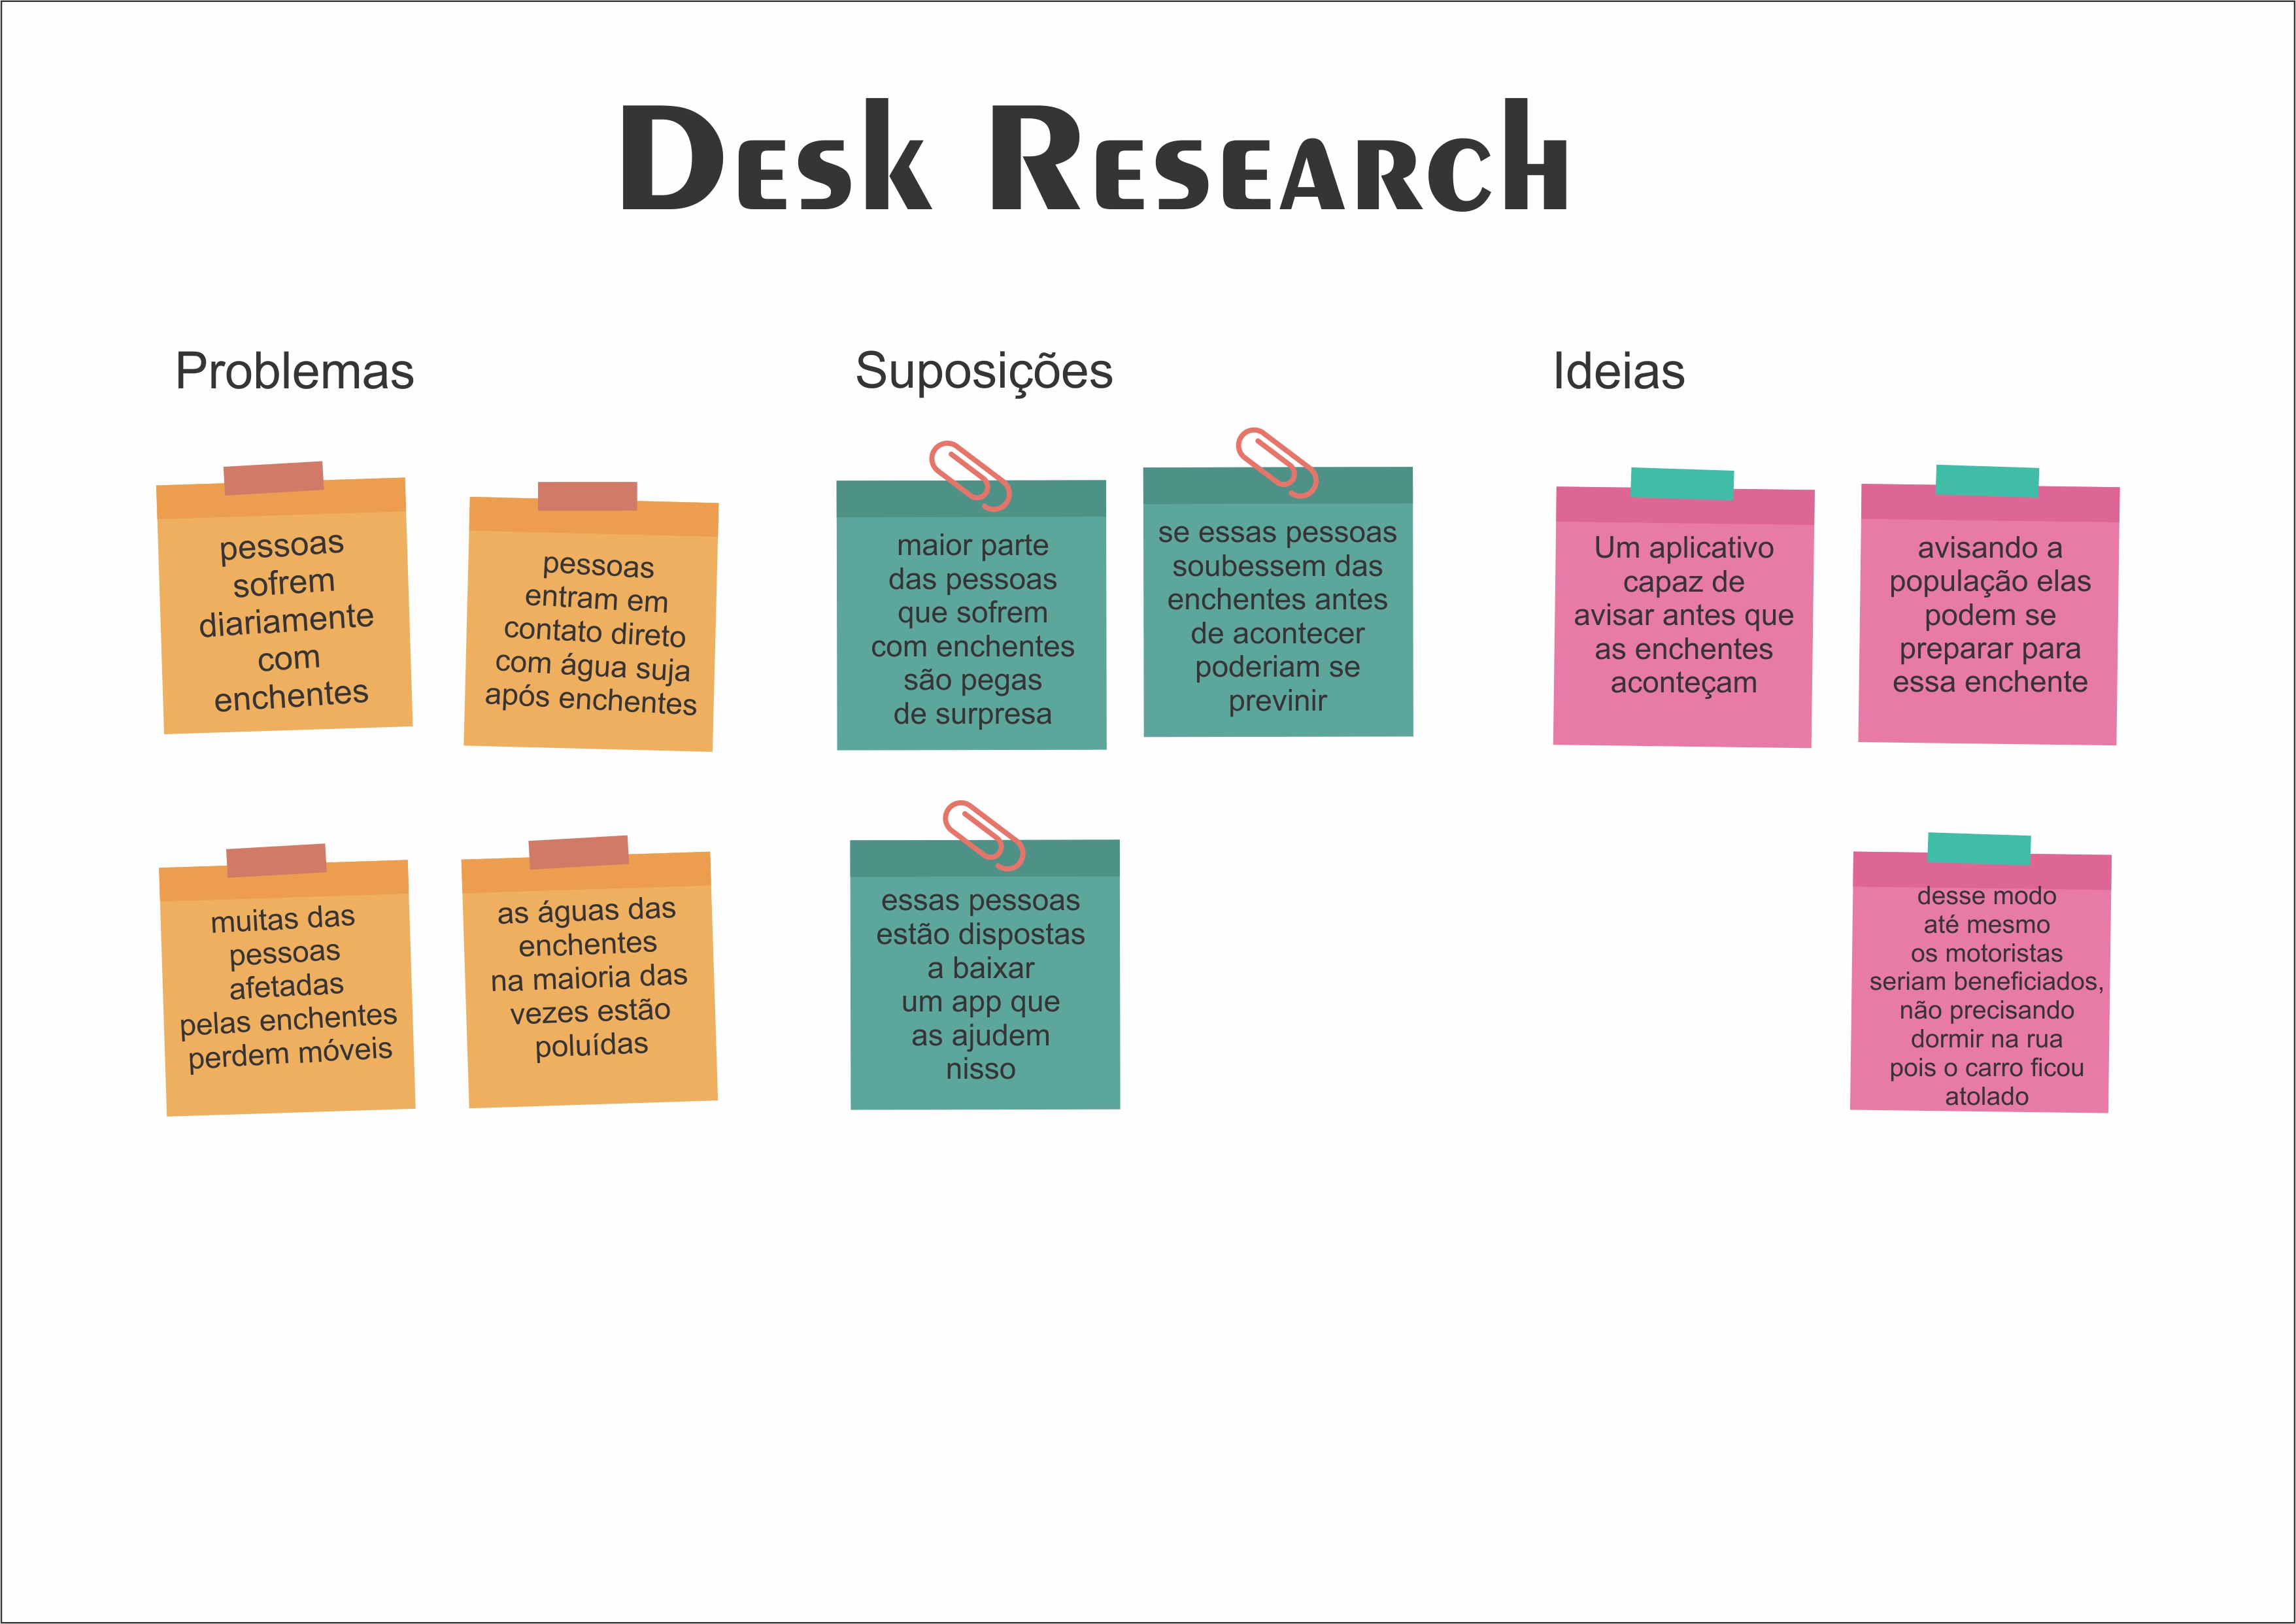 Desk Research
Problemas
pessoas
sofrem
diariamente
com
enchentes
pessoas
entram em
contato direto
com água suja
após enchentes
muitas das
pessoas
afetadas
pelas enchentes
perdem móveis
as águas das
enchentes
na maioria das
vezes estão
poluídas
Suposições
maior parte
das pessoas
que sofrem
com enchentes
são pegas
de surpresa
se essas pessoas
soubessem das
enchentes antes
de acontecer
poderiam se
previnir
essas pessoas
estão dispostas
a baixar
um app que
as ajudem
nisso
Ideias
Um aplicativo
capaz de
avisar antes que
as enchentes
aconteçam
avisando a
população elas
podem se
preparar para
essa enchente
desse modo
até mesmo
os motoristas
seriam beneficiados,
não precisando
dormir na rua
pois o carro ficou
atolado